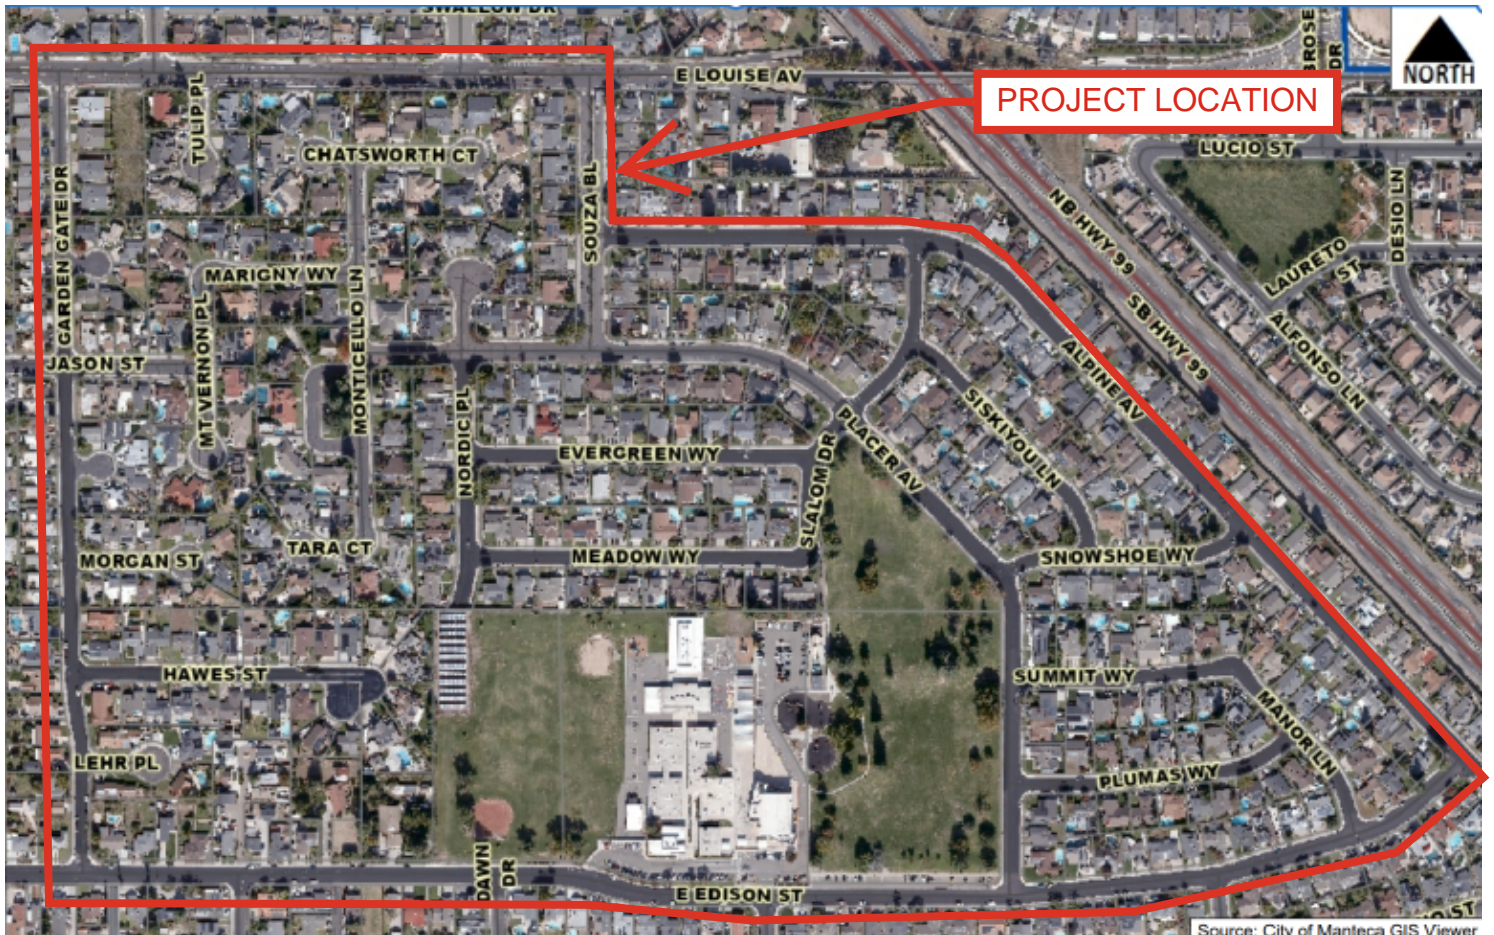 SWALLOW DR
E LOUISE AV
NORTH
PROJECT LOCATION
TULIP PL
CHATSWORTH CT
LUCIO ST
GARDEN GATE DR
SOUZA BL
NB HWY 99
DESIO LN
LAURETO
ST
MARIGNY WY
SB HWY 99
ALFONSO LN
MT VERNON PL
MONTICELLO LN
JASON ST
ALPINE AV
SISKIYOU LN
PLACER AV
NORDIC PL
EVERGREEN WY
SLALOM DR
MORGAN ST
TARA CT
MEADOW WY
SNOWSHOE WY
HAWES ST
SUMMIT WY
MANOR LN
LEHR PL
PLUMAS WY
DAWN
DR
E EDISON ST
Source: City of Manteca GIS Viewer